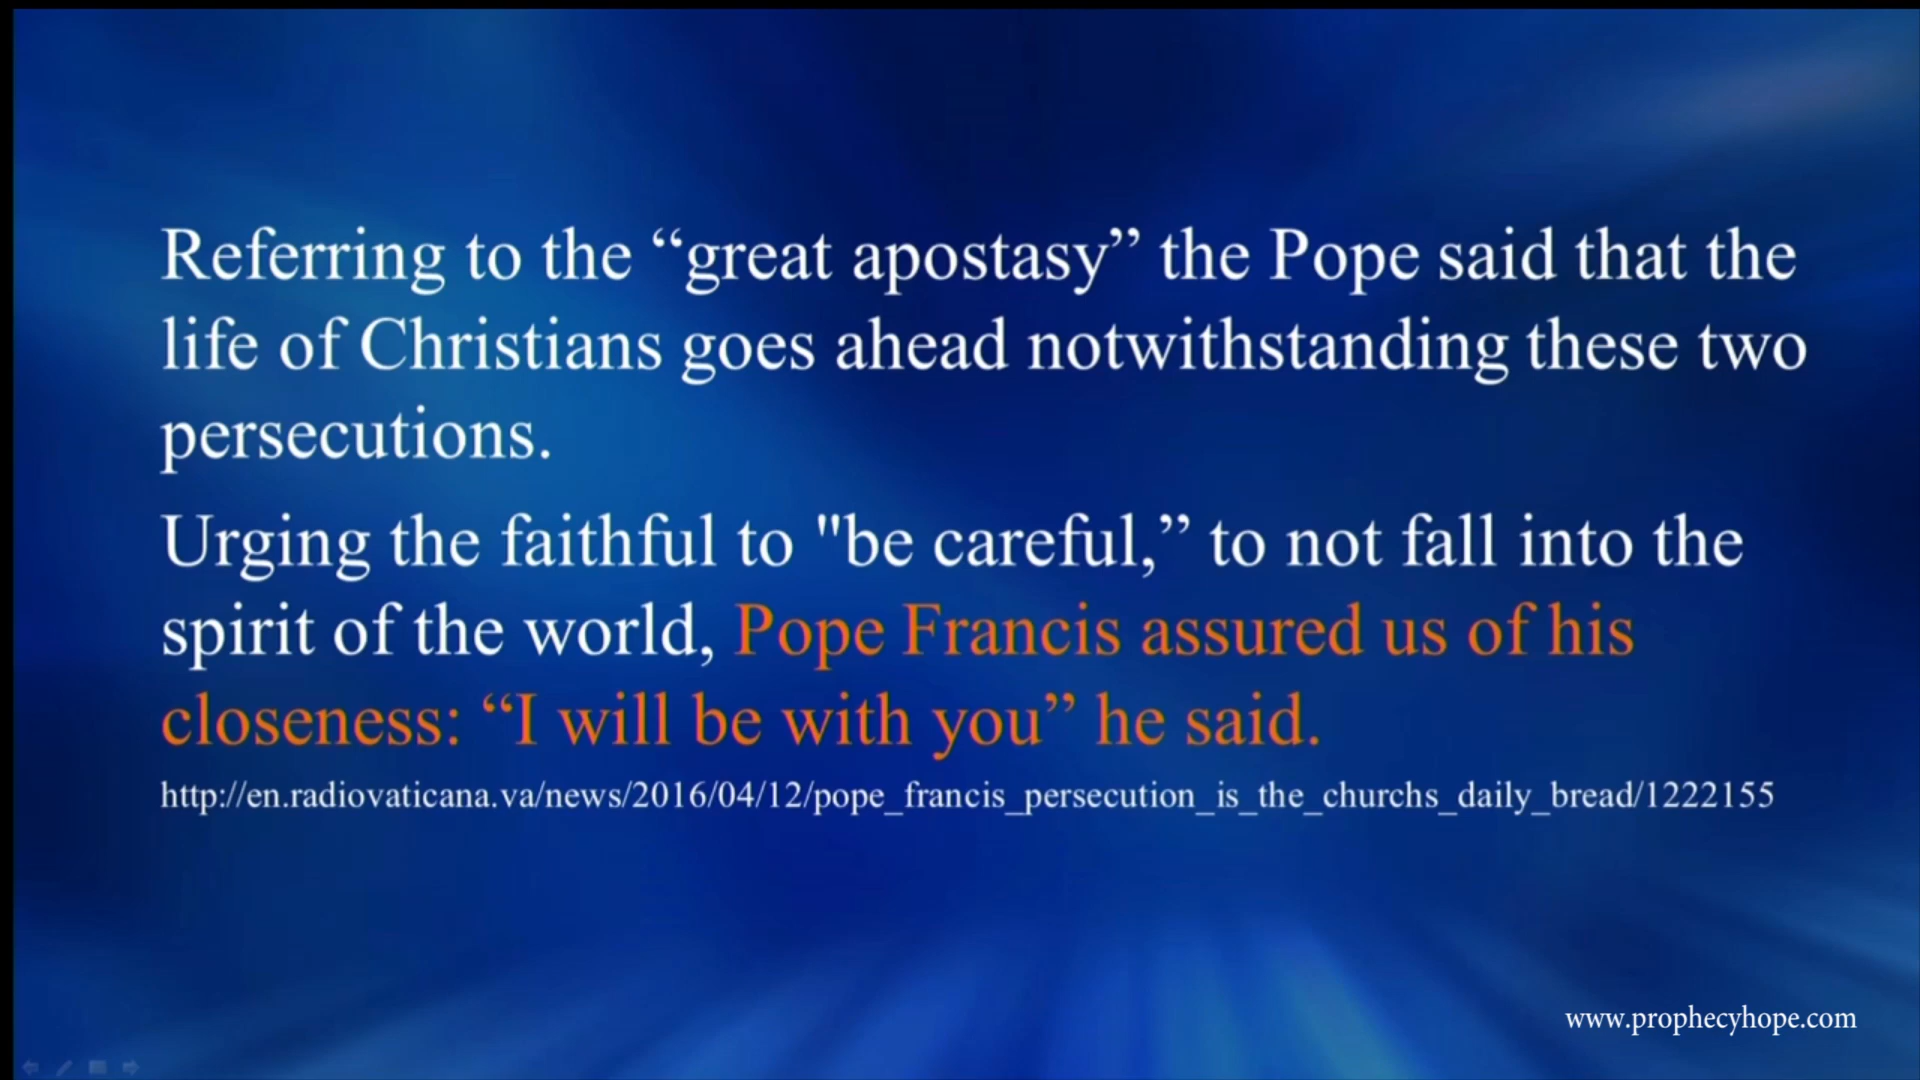 Referring to the “great apostasy” the Pope said that the
life of Christians goes ahead notwithstanding these two
persecutions.
Urging the faithful to "be careful,” to not fall into the
spirit of the world, Pope Francis assured us of his
closeness: “I will be with you” he said.
http://en.radiovaticana.va/news/2016/04/12/pope_francis_persecution_is_the_churchs_daily_bread/1222155
www.prophecyhope.com